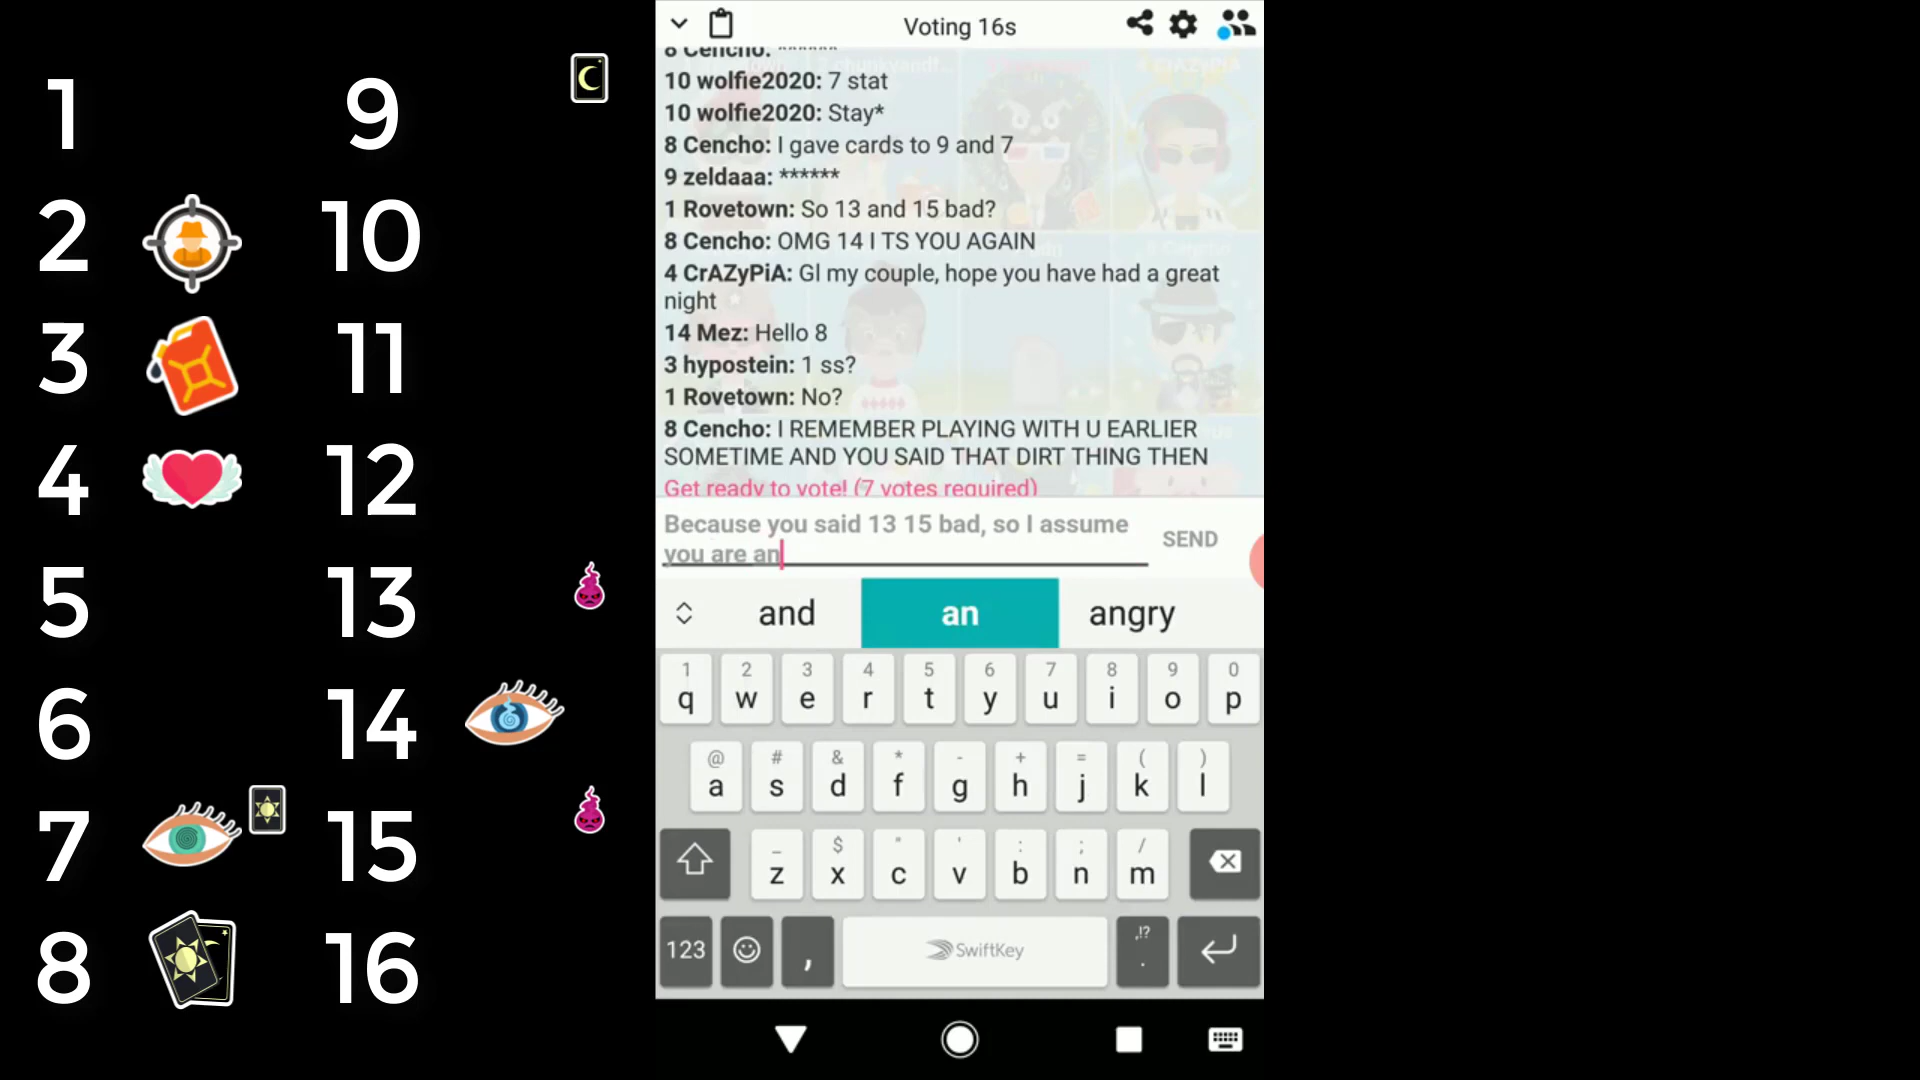 1 9
2 10
3 11
4 12
5 13
6 14
7 15
8 16
Voting 16s
8 Cencho: ******
10 wolfie2020: 7 stat
10 wolfie2020: Stay*
8 Cencho: I gave cards to 9 and 7
9 zeldaaa: ******
1 Rovetown: So 13 and 15 bad?
8 Cencho: OMG 14 I TS YOU AGAIN
4 CrAZyPiA: Gl my couple, hope you have had a great
night
14 Mez: Hello 8
3 hypostein: 1 ss?
1 Rovetown: No?
8 Cencho: I REMEMBER PLAYING WITH U EARLIER
SOMETIME AND YOU SAID THAT DIRT THING THEN
Get ready to vote! (7 votes required)
Because you said 13 15 bad, so I assume
you are an
SEND
and an angry
1 2 3 4 5 6 7 8 9 0
q w e r t y u i o p
@ # & * - + = ( )
a s d f g h j k l
_ $ " ' : ; /
z x c v b n m
123 , SwiftKey ,!? .